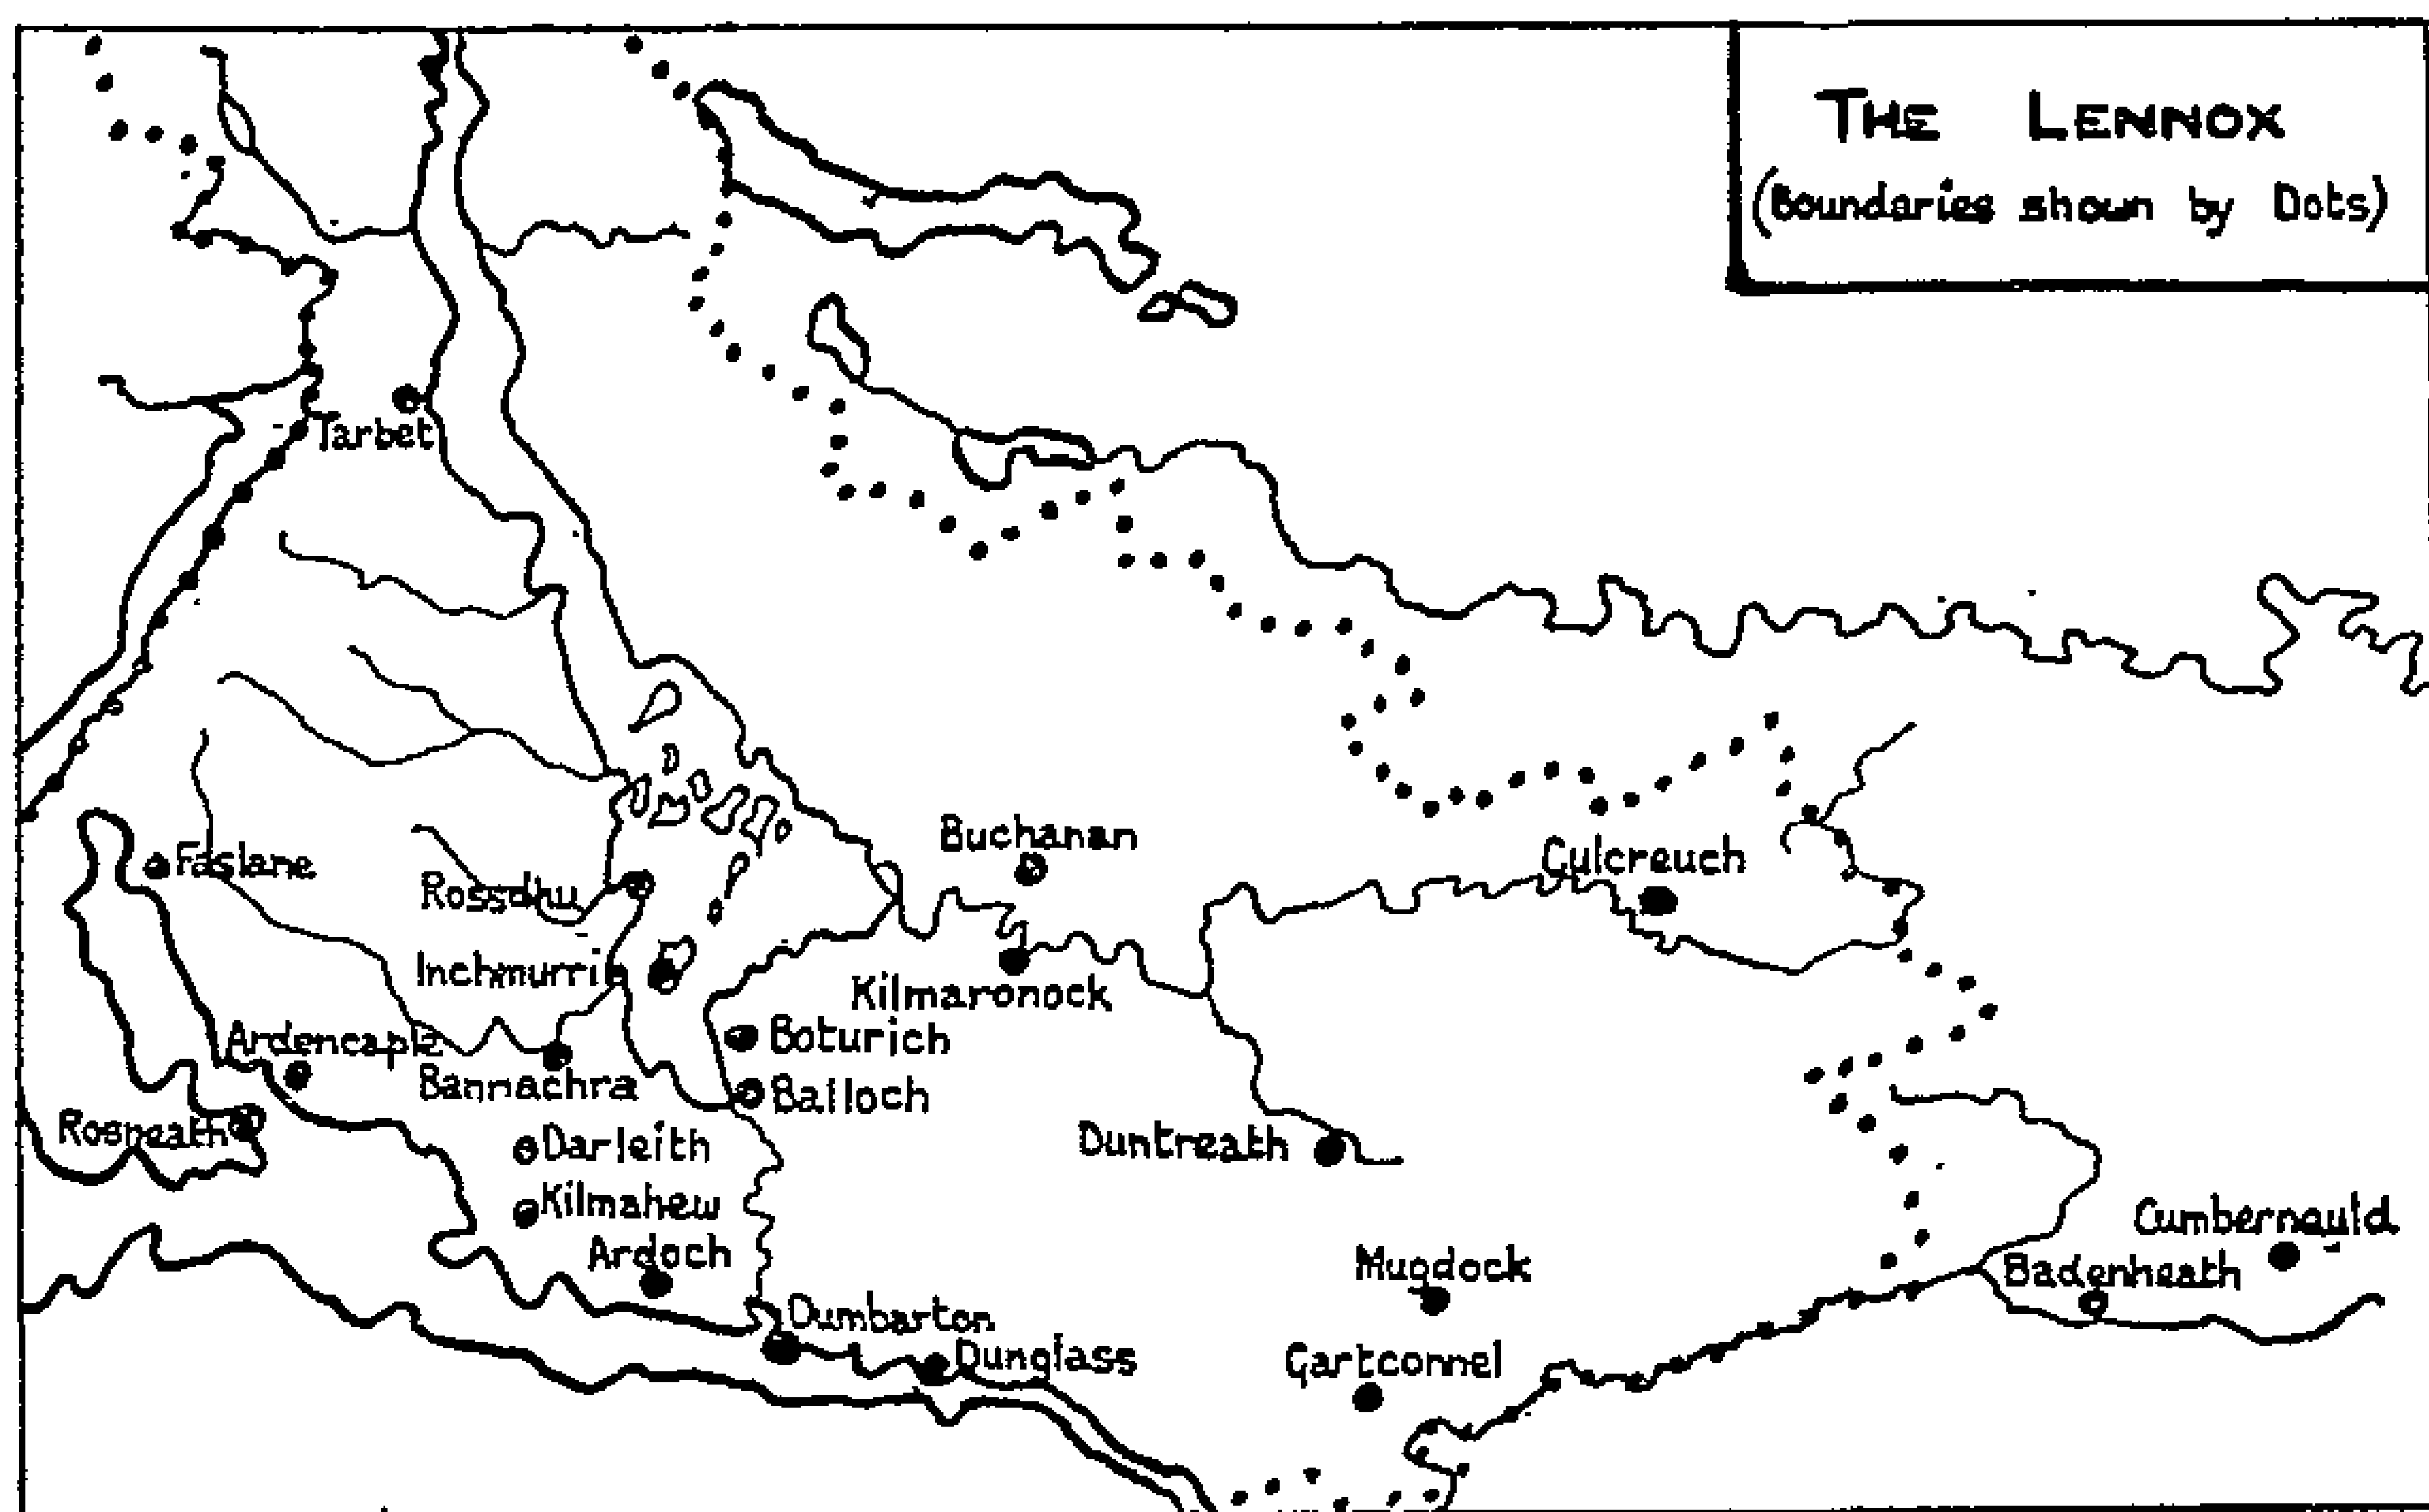 THE LENNOX
(Boundaries shown by Dots)
Tarbet
Buchanan
Culcreuch
Faslane
Rossdhu
Inchmurrin
Kilmaronock
Ardencaple
Boturich
Bannachra
Balloch
Rosneath
Darleith
Duntreath
Kilmahew
Cumbernauld
Ardoch
Mugdock
Badenheath
Dumbarton
Dunglass
Gartconnel